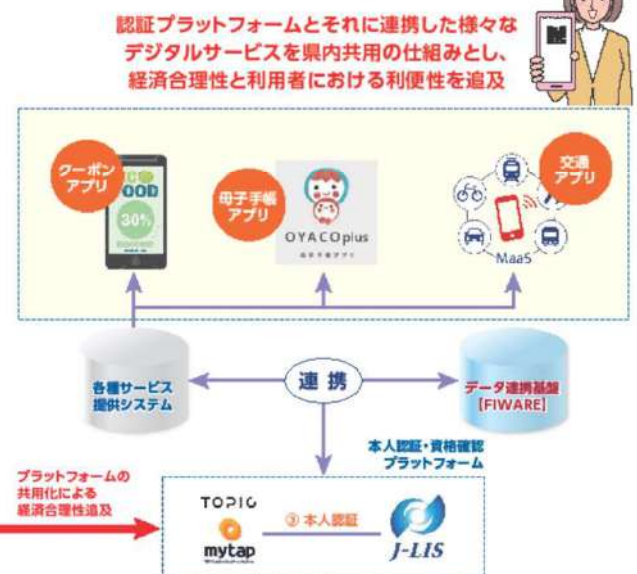 認証プラットフォームとそれに連携した様々な
デジタルサービスを県内共用の仕組みとし、
経済合理性と利用者における利便性を追及
クーポン
アプリ
30%
母子手帳
アプリ
OYACOplus
交通
アプリ
MaaS
各種サービス
提供システム
連携
データ連携基盤
【FIWARE】
本人認証・資格確認
プラットフォーム
プラットフォームの
共用化による
経済合理性追及
TOPIC
mytap
③ 本人認証
J-LIS